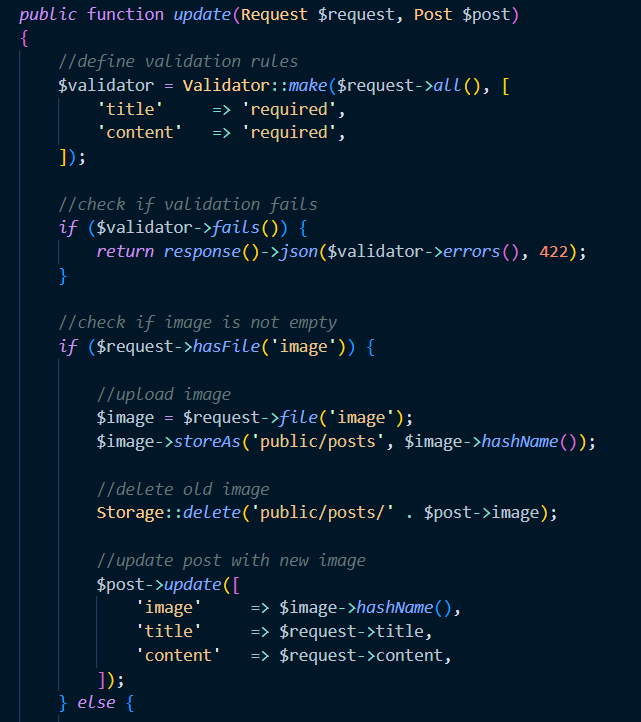 public function update(Request $request, Post $post)
{
    //define validation rules
    $validator = Validator::make($request->all(), [
        'title'     => 'required',
        'content'   => 'required',
    ]);

    //check if validation fails
    if ($validator->fails()) {
        return response()->json($validator->errors(), 422);
    }

    //check if image is not empty
    if ($request->hasFile('image')) {

        //upload image
        $image = $request->file('image');
        $image->storeAs('public/posts', $image->hashName());

        //delete old image
        Storage::delete('public/posts/' . $post->image);

        //update post with new image
        $post->update([
            'image'     => $image->hashName(),
            'title'     => $request->title,
            'content'   => $request->content,
        ]);
    } else {